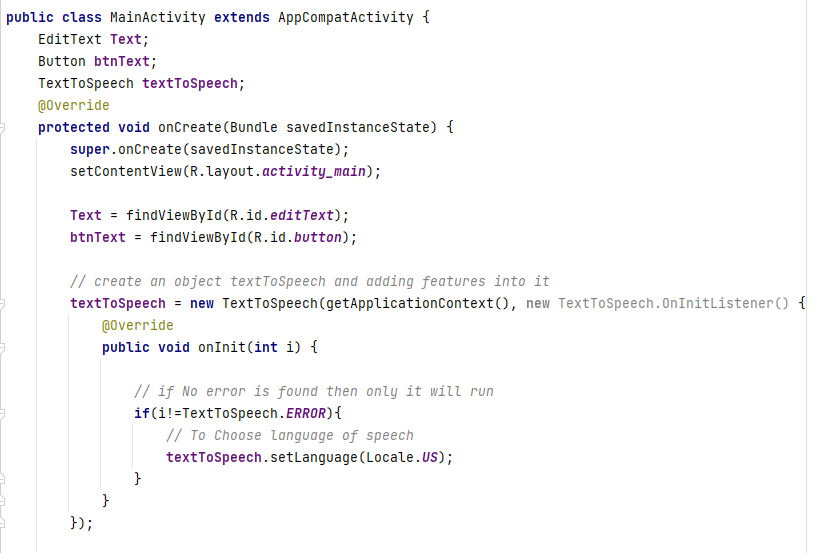 public class MainActivity extends AppCompatActivity {
EditText Text;
Button btnText;
TextToSpeech textToSpeech;
@Override
protected void onCreate(Bundle savedInstanceState) {
super.onCreate(savedInstanceState);
setContentView(R.layout.activity_main);
Text = findViewById(R.id.editText);
btnText = findViewById(R.id.button);
// create an object textToSpeech and adding features into it
textToSpeech = new TextToSpeech(getApplicationContext(), new TextToSpeech.OnInitListener() {
@Override
public void onInit(int i) {
// if No error is found then only it will run
if(i!=TextToSpeech.ERROR){
// To Choose language of speech
textToSpeech.setLanguage(Locale.US);
}
}
});